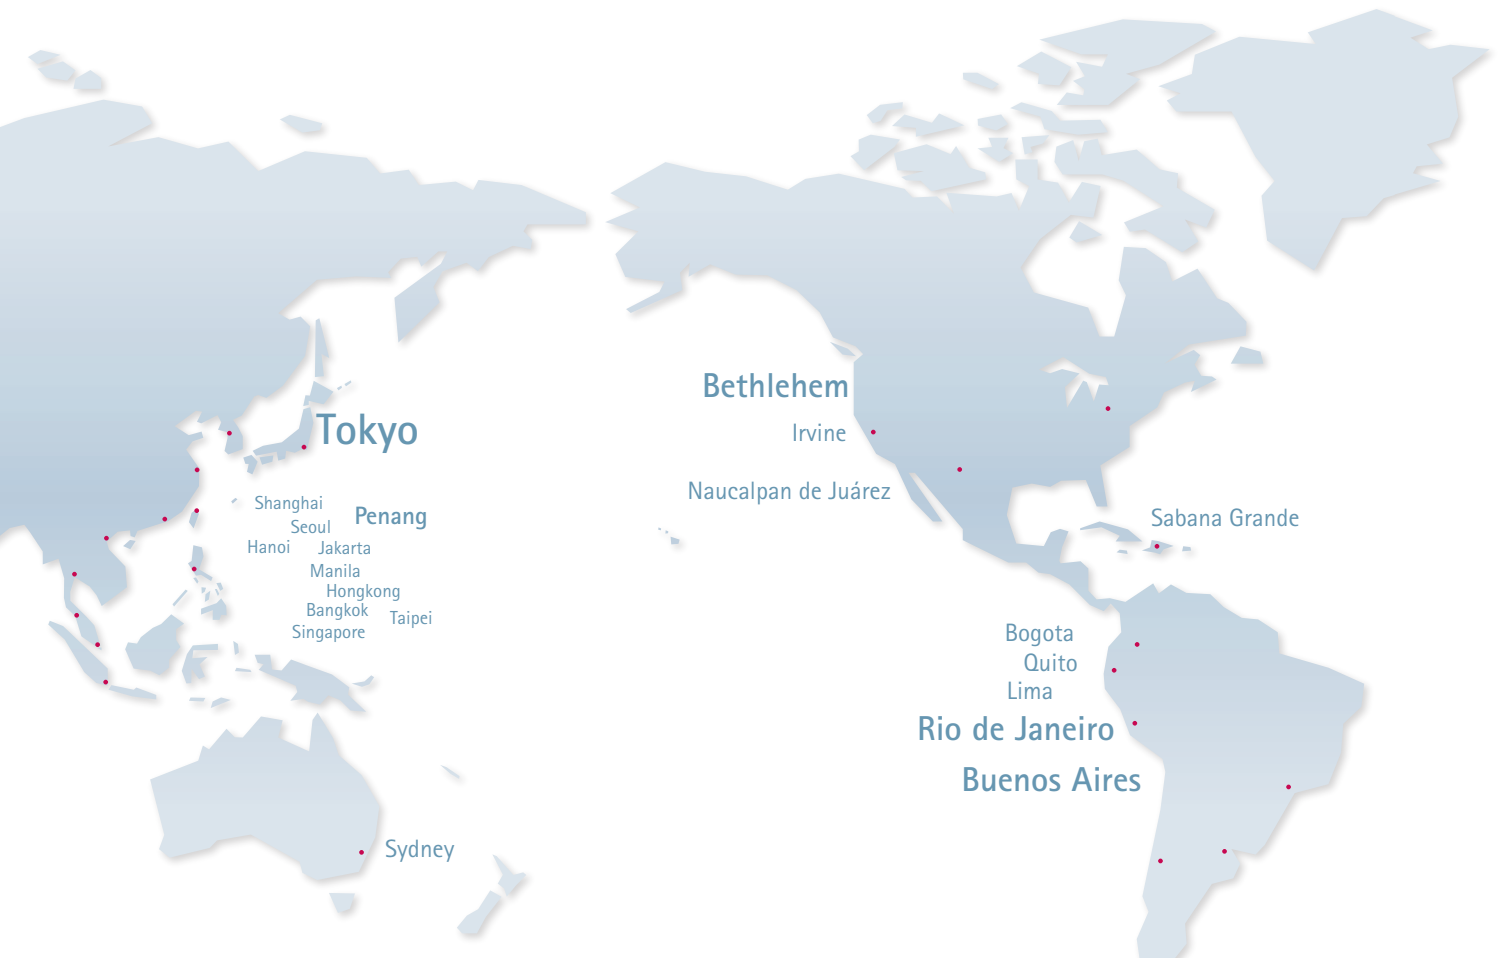 Bethlehem
Tokyo
Irvine
Naucalpan de Juárez
Shanghai
Penang
Sabana Grande
Seoul
Hanoi
Jakarta
Manila
Hongkong
Bangkok
Taipei
Singapore
Bogota
Quito
Lima
Rio de Janeiro
Buenos Aires
Sydney